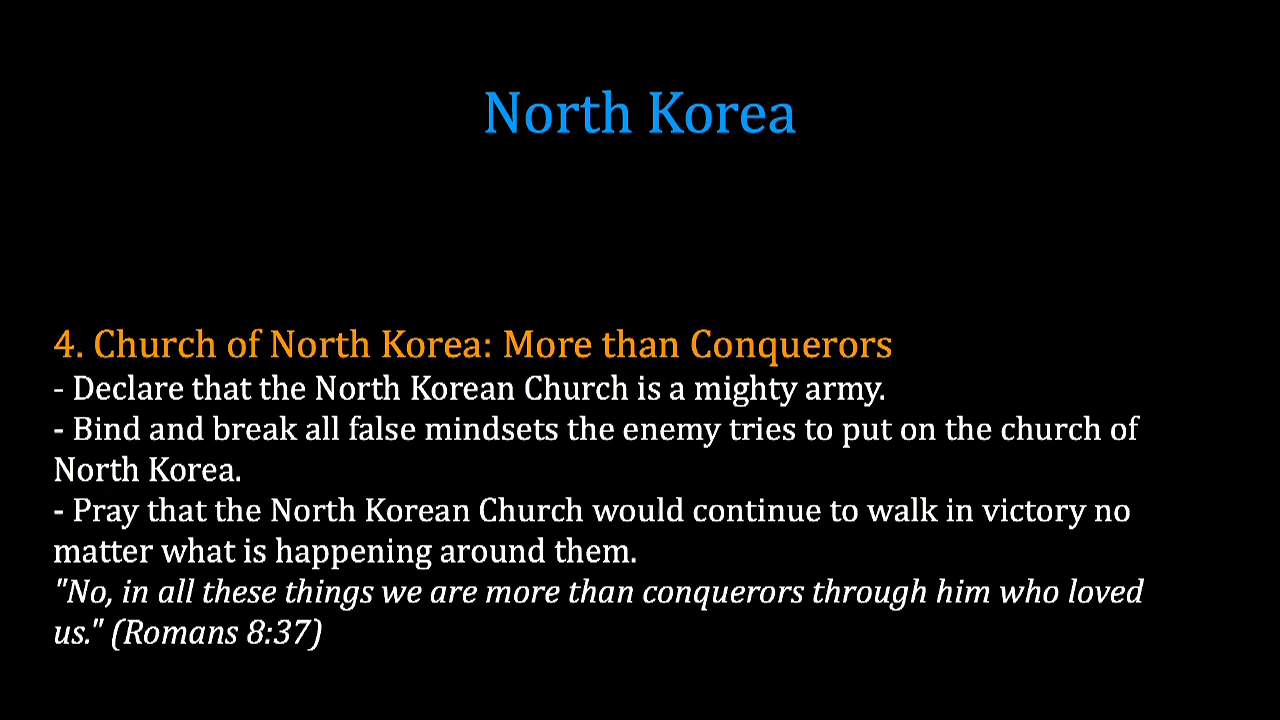 North Korea
4. Church of North Korea: More than Conquerors
- Declare that the North Korean Church is a mighty army.
- Bind and break all false mindsets the enemy tries to put on the church of
North Korea.
- Pray that the North Korean Church would continue to walk in victory no
matter what is happening around them.
"No, in all these things we are more than conquerors through him who loved
us." (Romans 8:37)